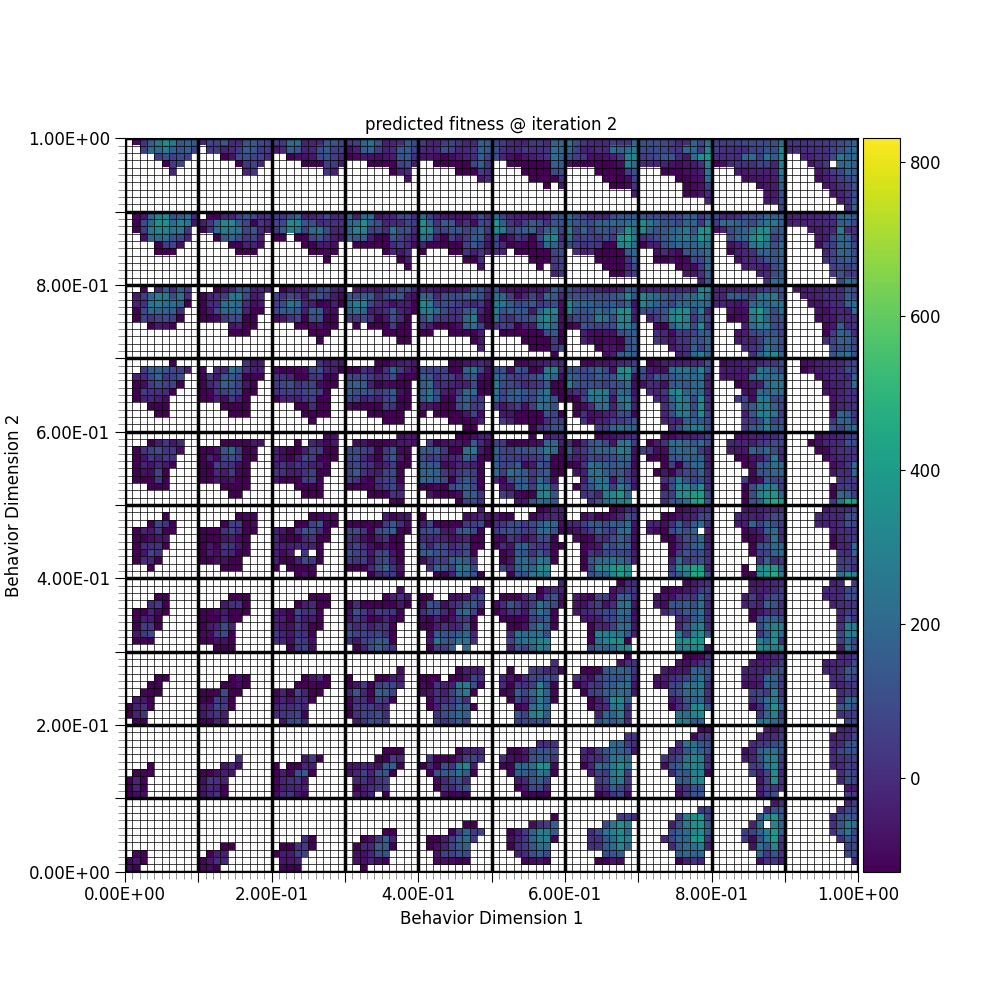 predicted fitness @ iteration 2
1.00E+00
8.00E-01
6.00E-01
4.00E-01
2.00E-01
0.00E+00
Behavior Dimension 2
0.00E+00 2.00E-01 4.00E-01 6.00E-01 8.00E-01 1.00E+00
Behavior Dimension 1
800
600
400
200
0